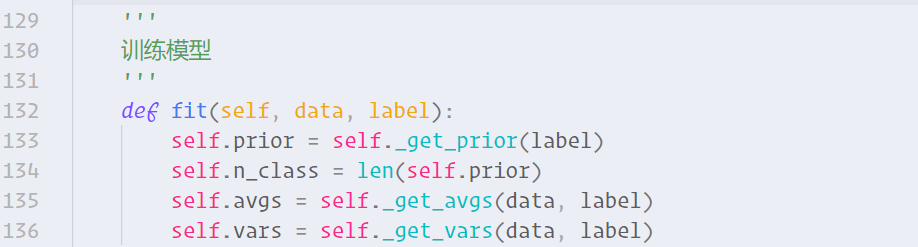 129 '''
130 训练模型
131 '''
132 def fit(self, data, label):
133 self.prior = self._get_prior(label)
134 self.n_class = len(self.prior)
135 self.avgs = self._get_avgs(data, label)
136 self.vars = self._get_vars(data, label)